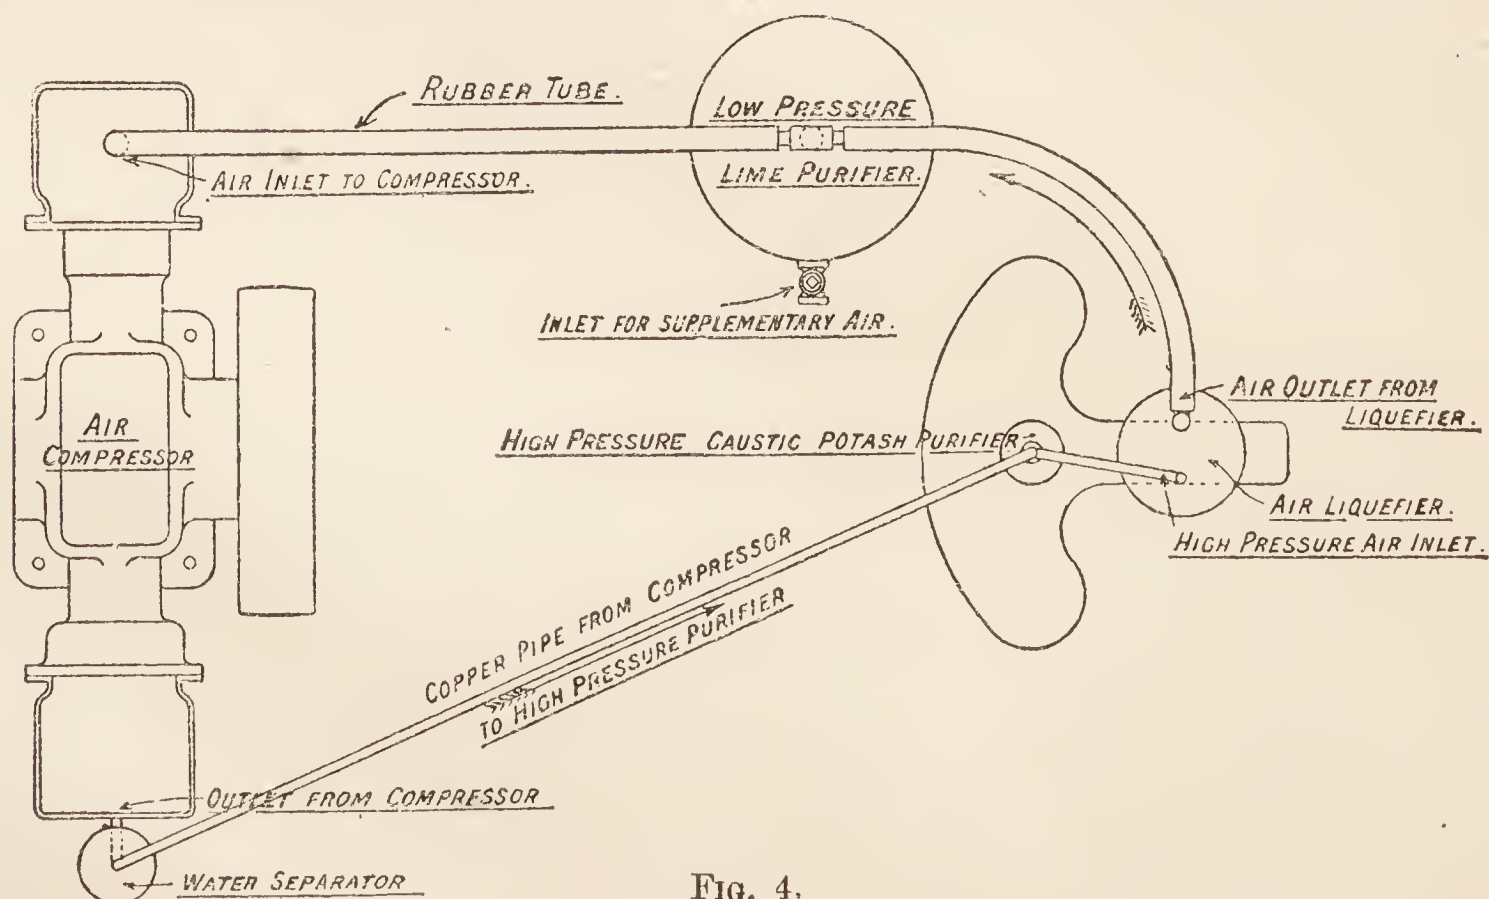 RUBBER TUBE.
LOW PRESSURE
LIME PURIFIER.
AIR INLET TO COMPRESSOR.
INLET FOR SUPPLEMENTARY AIR.
AIR OUTLET FROM
LIQUEFIER.
AIR
COMPRESSOR
HIGH PRESSURE CAUSTIC POTASH PURIFIER
AIR LIQUEFIER.
HIGH PRESSURE AIR INLET.
COPPER PIPE FROM COMPRESSOR
TO HIGH PRESSURE PURIFIER
OUTLET FROM COMPRESSOR
WATER SEPARATOR
FIG. 4.